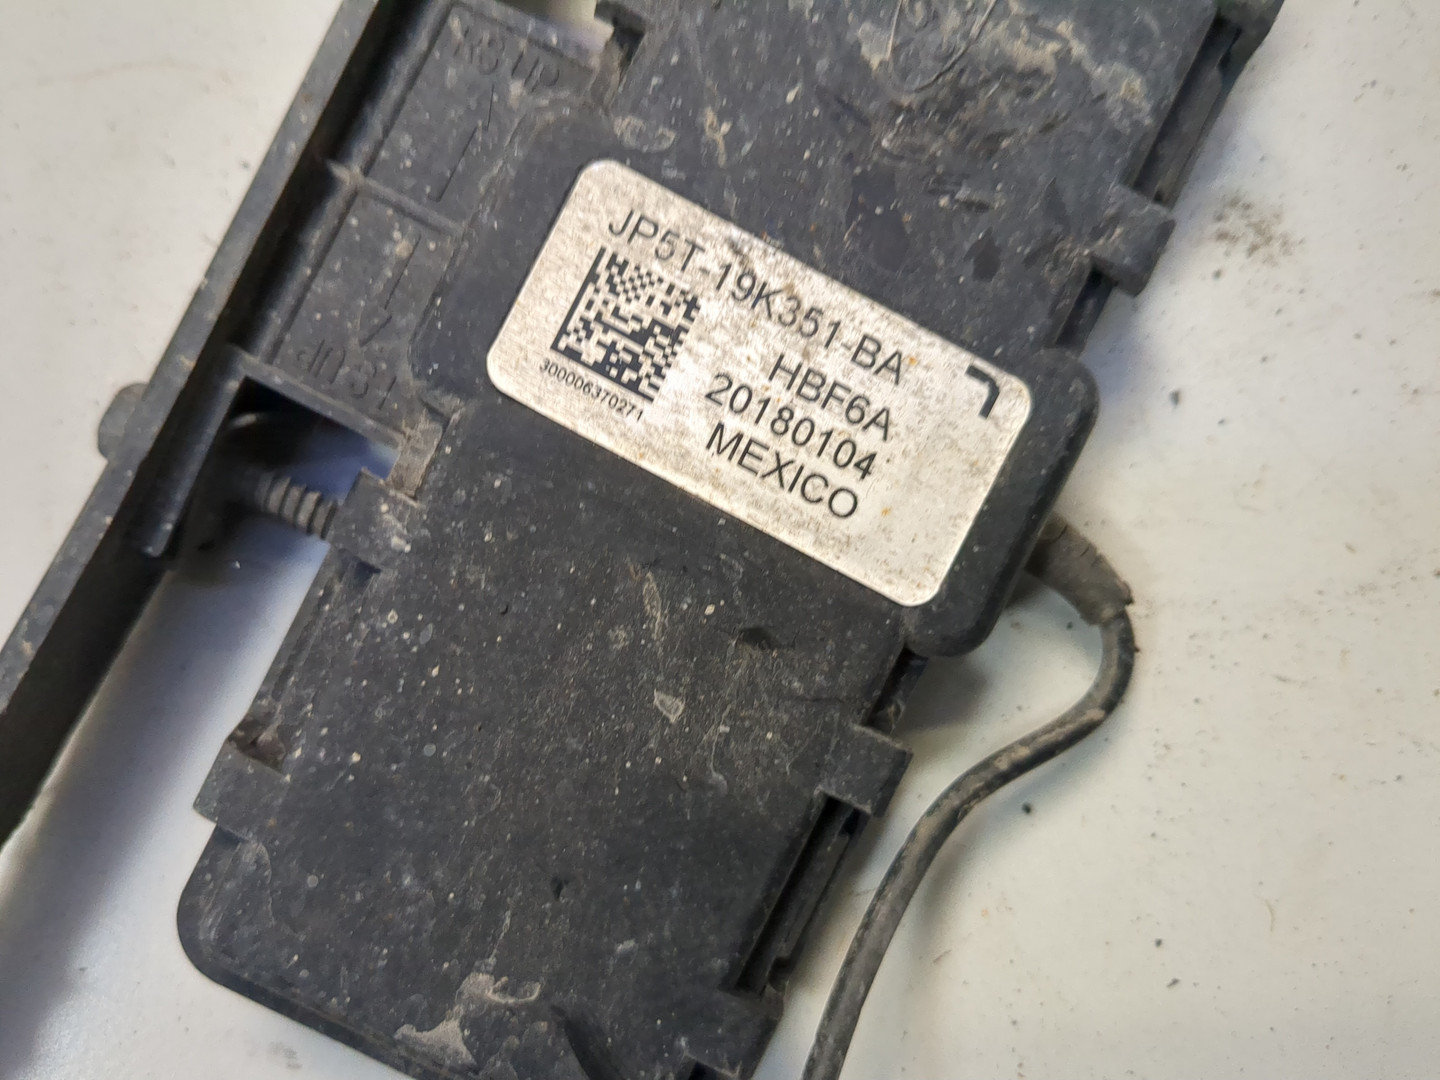 JP5T-19K351-BA
HBF6A
20180104
MEXICO
300006370271